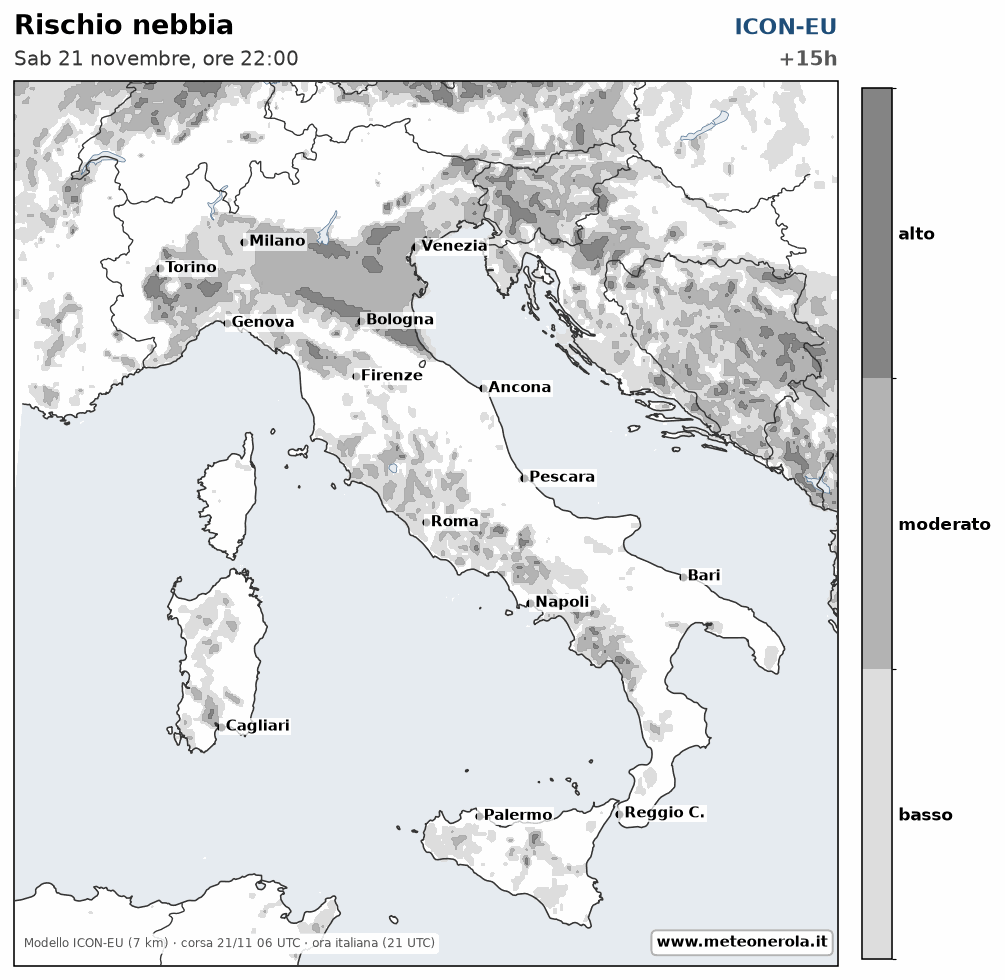 Rischio nebbia
ICON-EU
Sab 21 novembre, ore 22:00
+15h
alto
Milano
Venezia
Torino
Genova
Bologna
Firenze
Ancona
Pescara
Roma
moderato
Bari
Napoli
Cagliari
Palermo
Reggio C.
basso
Modello ICON-EU (7 km) · corsa 21/11 06 UTC · ora italiana (21 UTC)
www.meteonerola.it